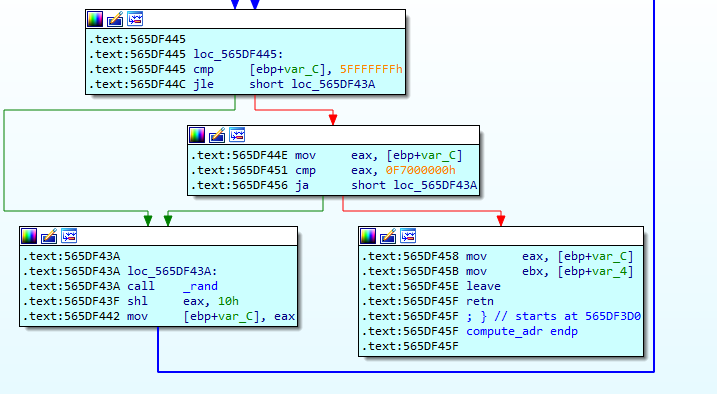 .text:565DF445
.text:565DF445 loc_565DF445:
.text:565DF445 cmp [ebp+var_C], 5FFFFFFFh
.text:565DF44C jle short loc_565DF43A
.text:565DF44E mov eax, [ebp+var_C]
.text:565DF451 cmp eax, 0F7000000h
.text:565DF456 ja short loc_565DF43A
.text:565DF43A
.text:565DF43A loc_565DF43A:
.text:565DF43A call _rand
.text:565DF43F shl eax, 10h
.text:565DF442 mov [ebp+var_C], eax
.text:565DF458 mov eax, [ebp+var_C]
.text:565DF45B mov ebx, [ebp+var_4]
.text:565DF45E leave
.text:565DF45F retn
.text:565DF45F ; } // starts at 565DF3D0
.text:565DF45F compute_adr endp
.text:565DF45F